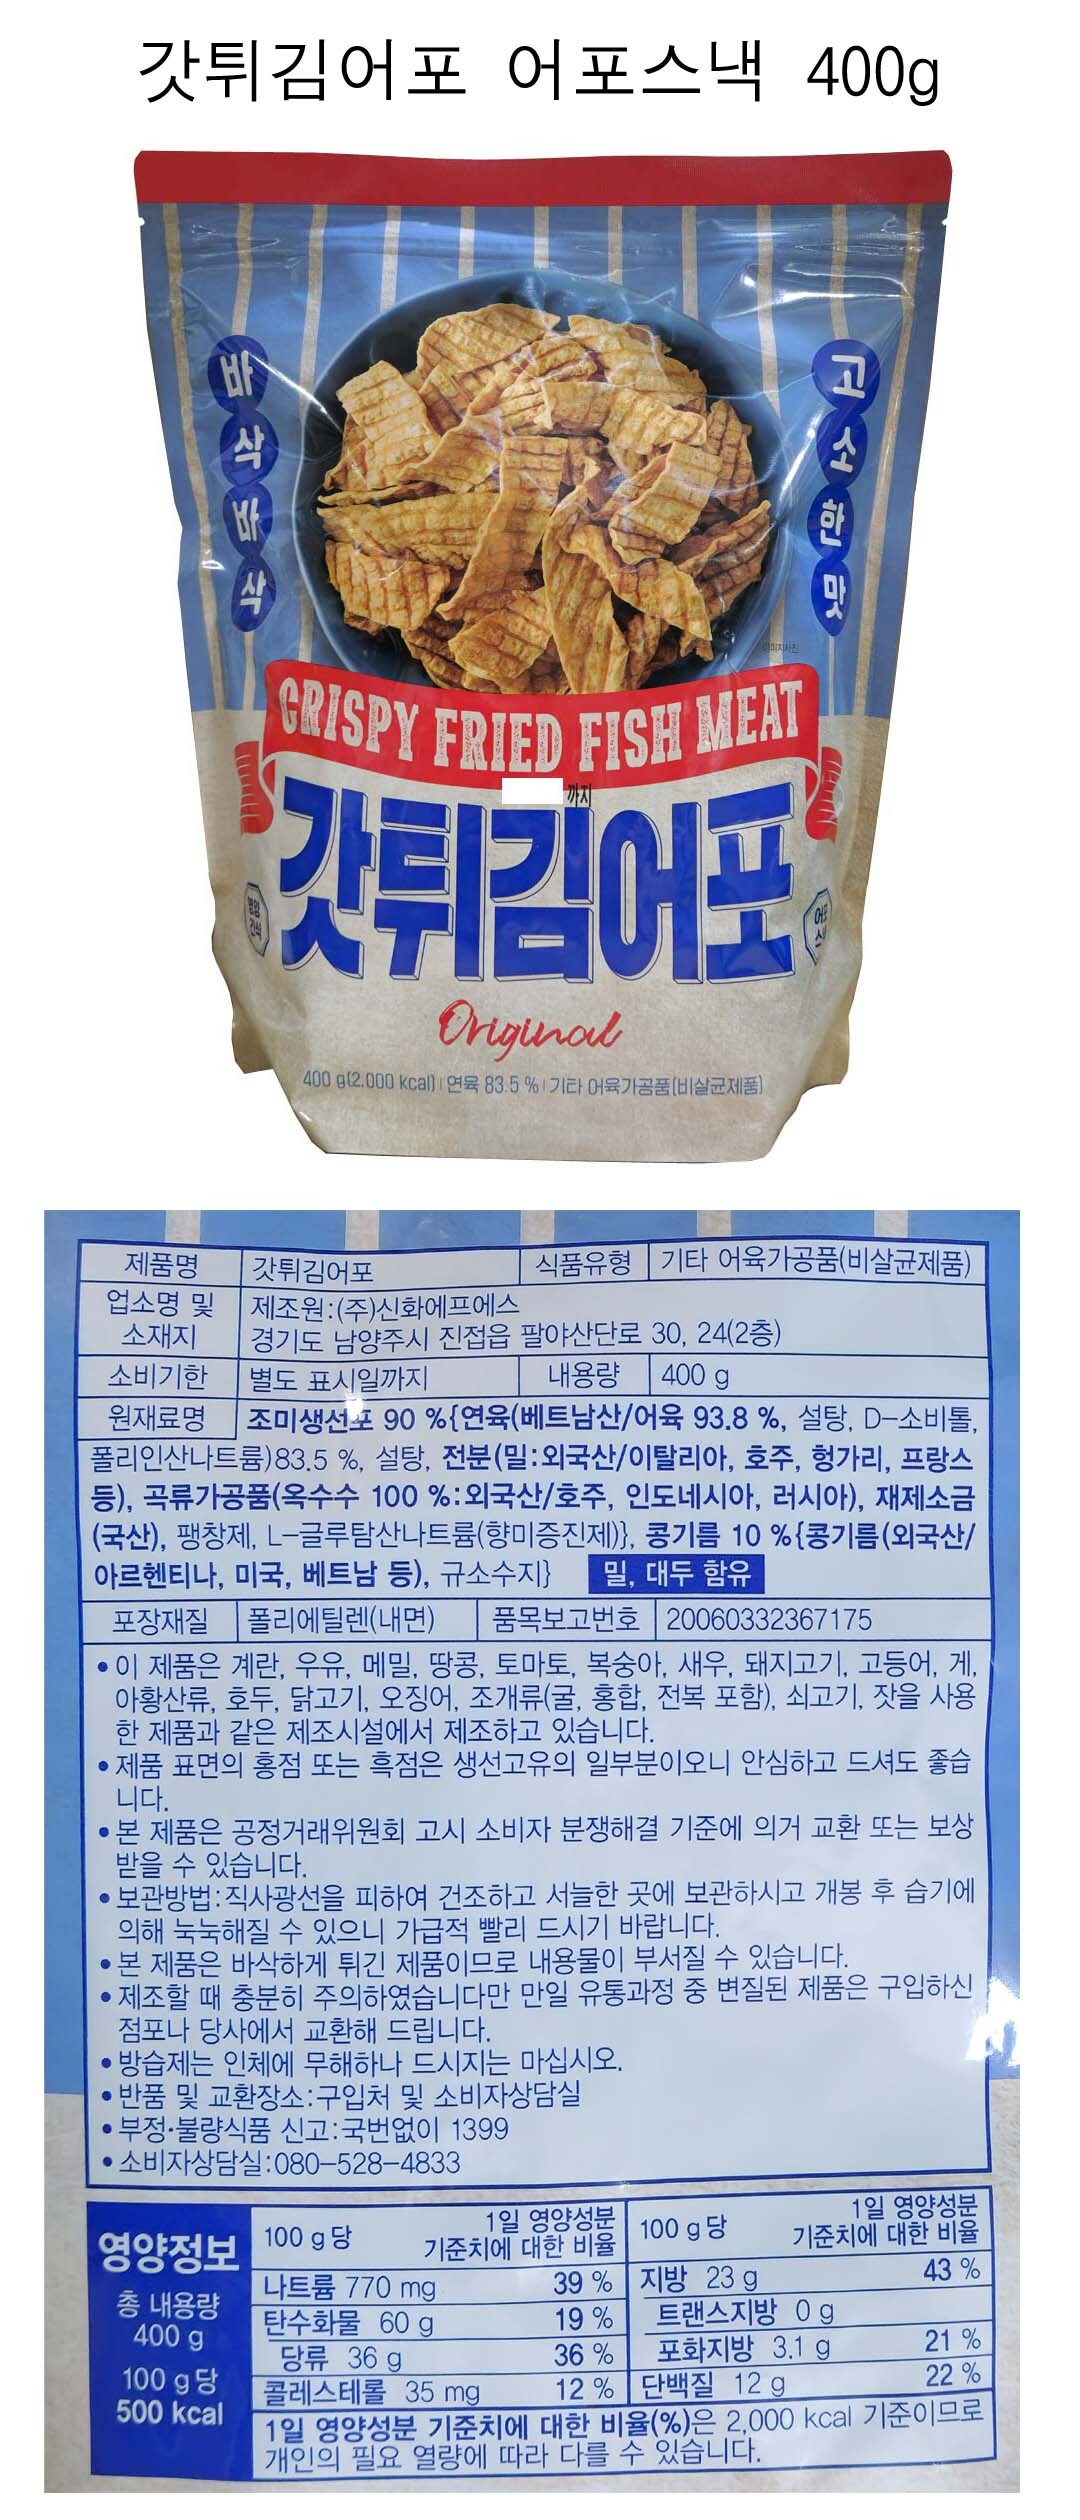 갓튀김어포 어포스낵 400g
바삭바삭
고소한맛
이미지사진
CRISPY FRIED FISH MEAT
까지
갓튀김어포
영양
간식
어포
Original
400 g(2,000 kcal) | 연육 83.5 % | 기타 어육가공품(비살균제품)
제품명 갓튀김어포 식품유형 기타 어육가공품(비살균제품)
업소명 및 소재지 제조원:(주)신화에프에스
경기도 남양주시 진접읍 팔야산단로 30, 24(2층)
소비기한 별도 표시일까지 내용량 400 g
원재료명 조미생선포 90 %{연육(베트남산/어육 93.8 %, 설탕, D-소비톨,
폴리인산나트륨)83.5 %, 설탕, 전분(밀:외국산/이탈리아, 호주, 헝가리, 프랑스
등), 곡류가공품(옥수수 100 %:외국산/호주, 인도네시아, 러시아), 재제소금
(국산), 팽창제, L-글루탐산나트륨(향미증진제)}, 콩기름 10 %{콩기름(외국산/
아르헨티나, 미국, 베트남 등), 규소수지} 밀, 대두 함유
포장재질 폴리에틸렌(내면) 품목보고번호 20060332367175
• 이 제품은 계란, 우유, 메밀, 땅콩, 토마토, 복숭아, 새우, 돼지고기, 고등어, 게,
아황산류, 호두, 닭고기, 오징어, 조개류(굴, 홍합, 전복 포함), 쇠고기, 잣을 사용
한 제품과 같은 제조시설에서 제조하고 있습니다.
• 제품 표면의 홍점 또는 흑점은 생선고유의 일부분이오니 안심하고 드셔도 좋습
니다.
• 본 제품은 공정거래위원회 고시 소비자 분쟁해결 기준에 의거 교환 또는 보상
받을 수 있습니다.
• 보관방법:직사광선을 피하여 건조하고 서늘한 곳에 보관하시고 개봉 후 습기에
의해 눅눅해질 수 있으니 가급적 빨리 드시기 바랍니다.
• 본 제품은 바삭하게 튀긴 제품이므로 내용물이 부서질 수 있습니다.
• 제조할 때 충분히 주의하였습니다만 만일 유통과정 중 변질된 제품은 구입하신
점포나 당사에서 교환해 드립니다.
• 방습제는 인체에 무해하나 드시지는 마십시오.
• 반품 및 교환장소:구입처 및 소비자상담실
• 부정·불량식품 신고:국번없이 1399
• 소비자상담실:080-528-4833
영양정보
총 내용량
400 g
100 g당
500 kcal
100 g당 1일 영양성분 기준치에 대한 비율
나트륨 770 mg 39 %
탄수화물 60 g 19 %
당류 36 g 36 %
콜레스테롤 35 mg 12 %
100 g당 1일 영양성분 기준치에 대한 비율
지방 23 g 43 %
트랜스지방 0 g
포화지방 3.1 g 21 %
단백질 12 g 22 %
1일 영양성분 기준치에 대한 비율(%)은 2,000 kcal 기준이므로
개인의 필요 열량에 따라 다를 수 있습니다.